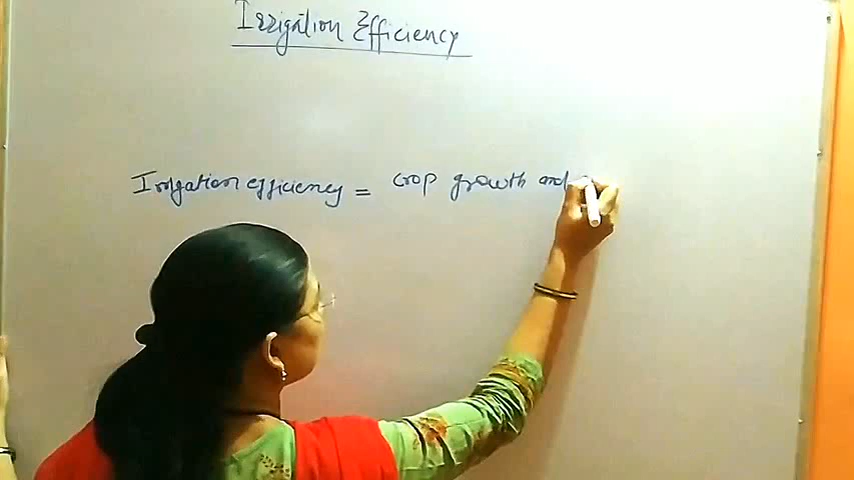 Irrigation Efficiency
Irrigation efficiency = crop growth and